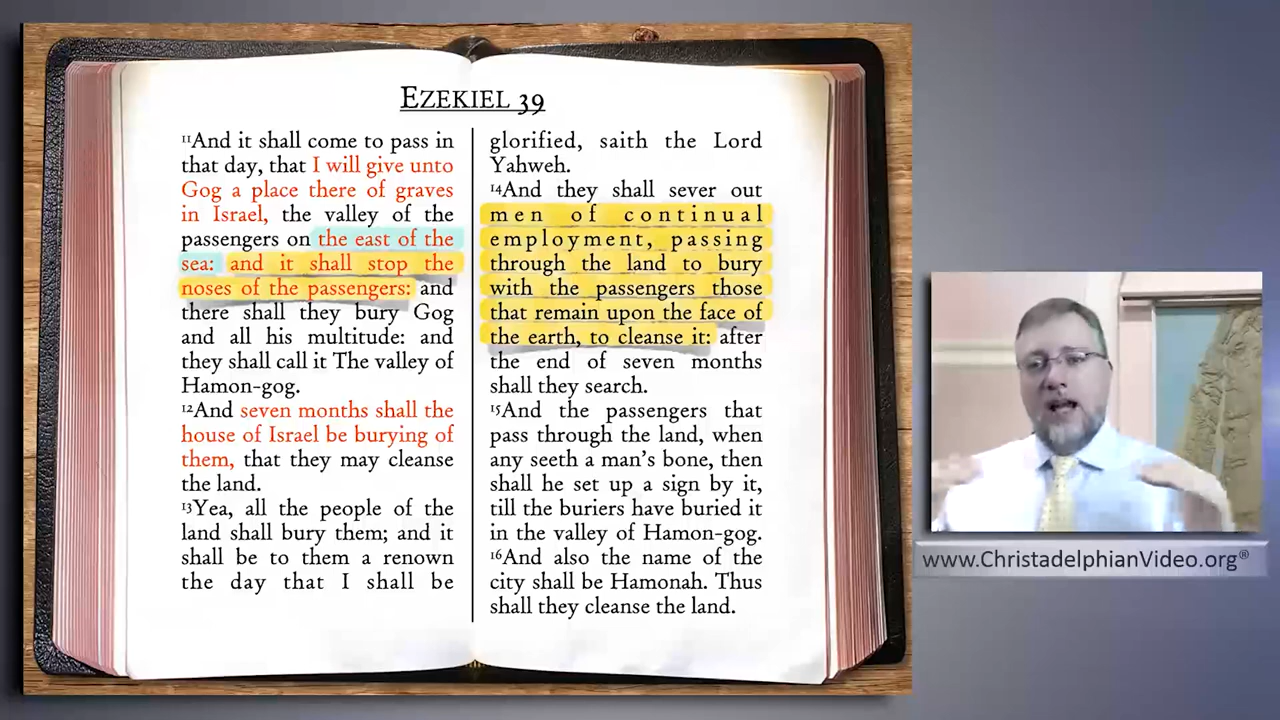 EZEKIEL 39
¹¹And it shall come to pass in
that day, that I will give unto
Gog a place there of graves
in Israel, the valley of the
passengers on the east of the
sea: and it shall stop the
noses of the passengers: and
there shall they bury Gog
and all his multitude: and
they shall call it The valley of
Hamon-gog.
¹²And seven months shall the
house of Israel be burying of
them, that they may cleanse
the land.
¹³Yea, all the people of the
land shall bury them; and it
shall be to them a renown
the day that I shall be
glorified, saith the Lord
Yahweh.
¹⁴And they shall sever out
men of continual
employment, passing
through the land to bury
with the passengers those
that remain upon the face of
the earth, to cleanse it: after
the end of seven months
shall they search.
¹⁵And the passengers that
pass through the land, when
any seeth a man's bone, then
shall he set up a sign by it,
till the buriers have buried it
in the valley of Hamon-gog.
¹⁶And also the name of the
city shall be Hamonah. Thus
shall they cleanse the land.
www.ChristadelphianVideo.org®